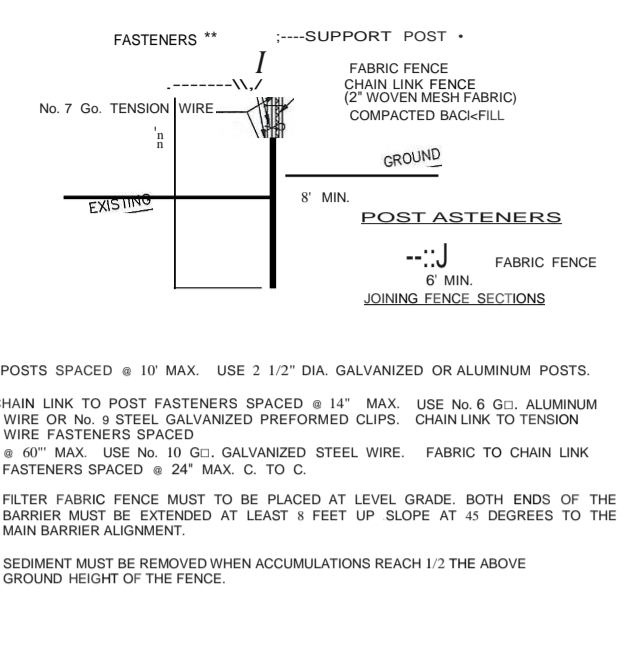 FASTENERS **
;----SUPPORT POST •
I
.-------\\,/
FABRIC FENCE
CHAIN LINK FENCE
(2" WOVEN MESH FABRIC)
No. 7 Go. TENSION WIRE
COMPACTED BACI<FILL
'n
n
GROUND
EXISTING
8' MIN.
POST ASTENERS
--::J
FABRIC FENCE
6' MIN.
JOINING FENCE SECTIONS
POSTS SPACED @ 10' MAX. USE 2 1/2" DIA. GALVANIZED OR ALUMINUM POSTS.
HAIN LINK TO POST FASTENERS SPACED @ 14" MAX. USE No. 6 G□. ALUMINUM
WIRE OR No. 9 STEEL GALVANIZED PREFORMED CLIPS. CHAIN LINK TO TENSION
WIRE FASTENERS SPACED
@ 60"' MAX. USE No. 10 G□. GALVANIZED STEEL WIRE. FABRIC TO CHAIN LINK
FASTENERS SPACED @ 24" MAX. C. TO C.
FILTER FABRIC FENCE MUST TO BE PLACED AT LEVEL GRADE. BOTH ENDS OF THE
BARRIER MUST BE EXTENDED AT LEAST 8 FEET UP SLOPE AT 45 DEGREES TO THE
MAIN BARRIER ALIGNMENT.
SEDIMENT MUST BE REMOVED WHEN ACCUMULATIONS REACH 1/2 THE ABOVE
GROUND HEIGHT OF THE FENCE.